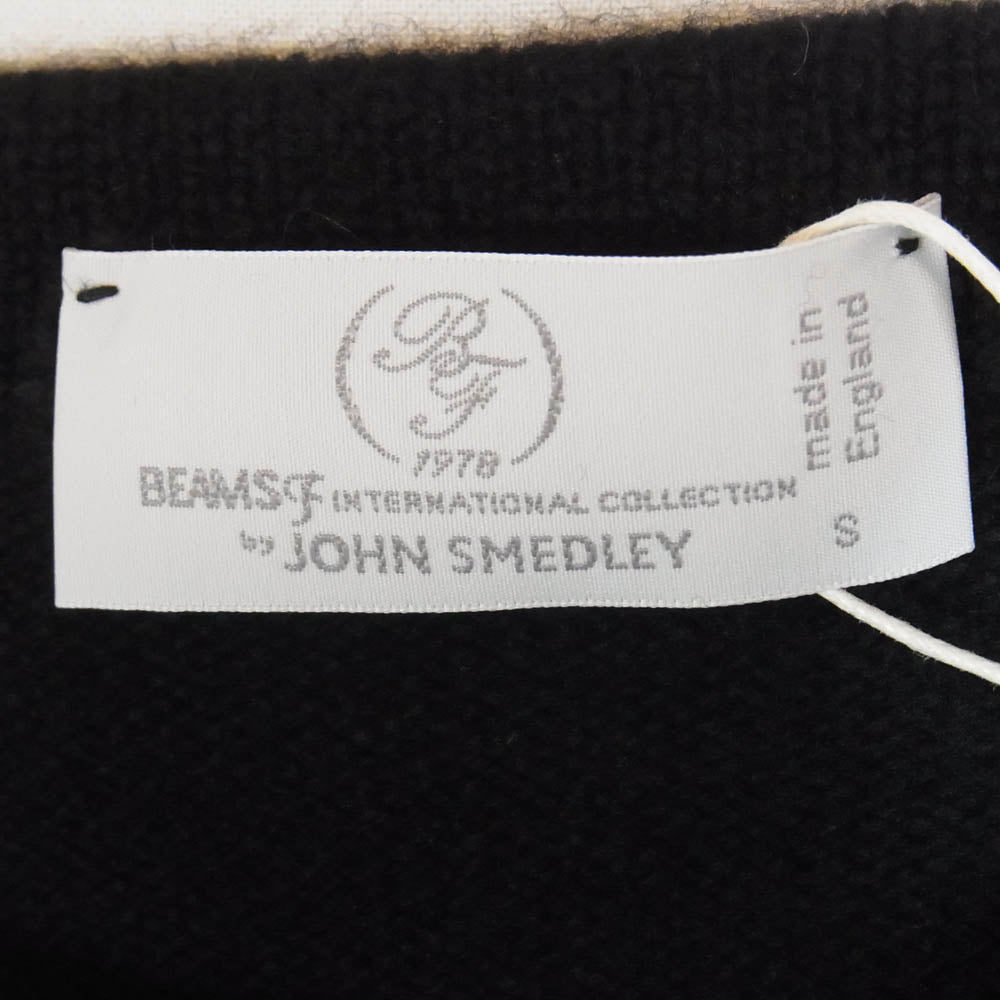 BF
1978
BEAMS F INTERNATIONAL COLLECTION
by JOHN SMEDLEY
made in
England
S